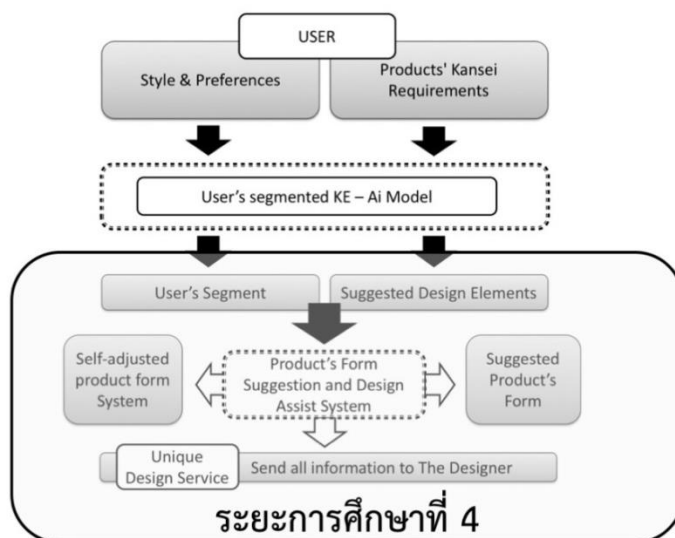 USER
Style & Preferences
Products' Kansei
Requirements
User's segmented KE – Ai Model
User's Segment
Suggested Design Elements
Self-adjusted
product form
System
Product's Form
Suggestion and Design
Assist System
Suggested
Product's
Form
Unique
Design Service
Send all information to The Designer
ระยะการศึกษาที่ 4